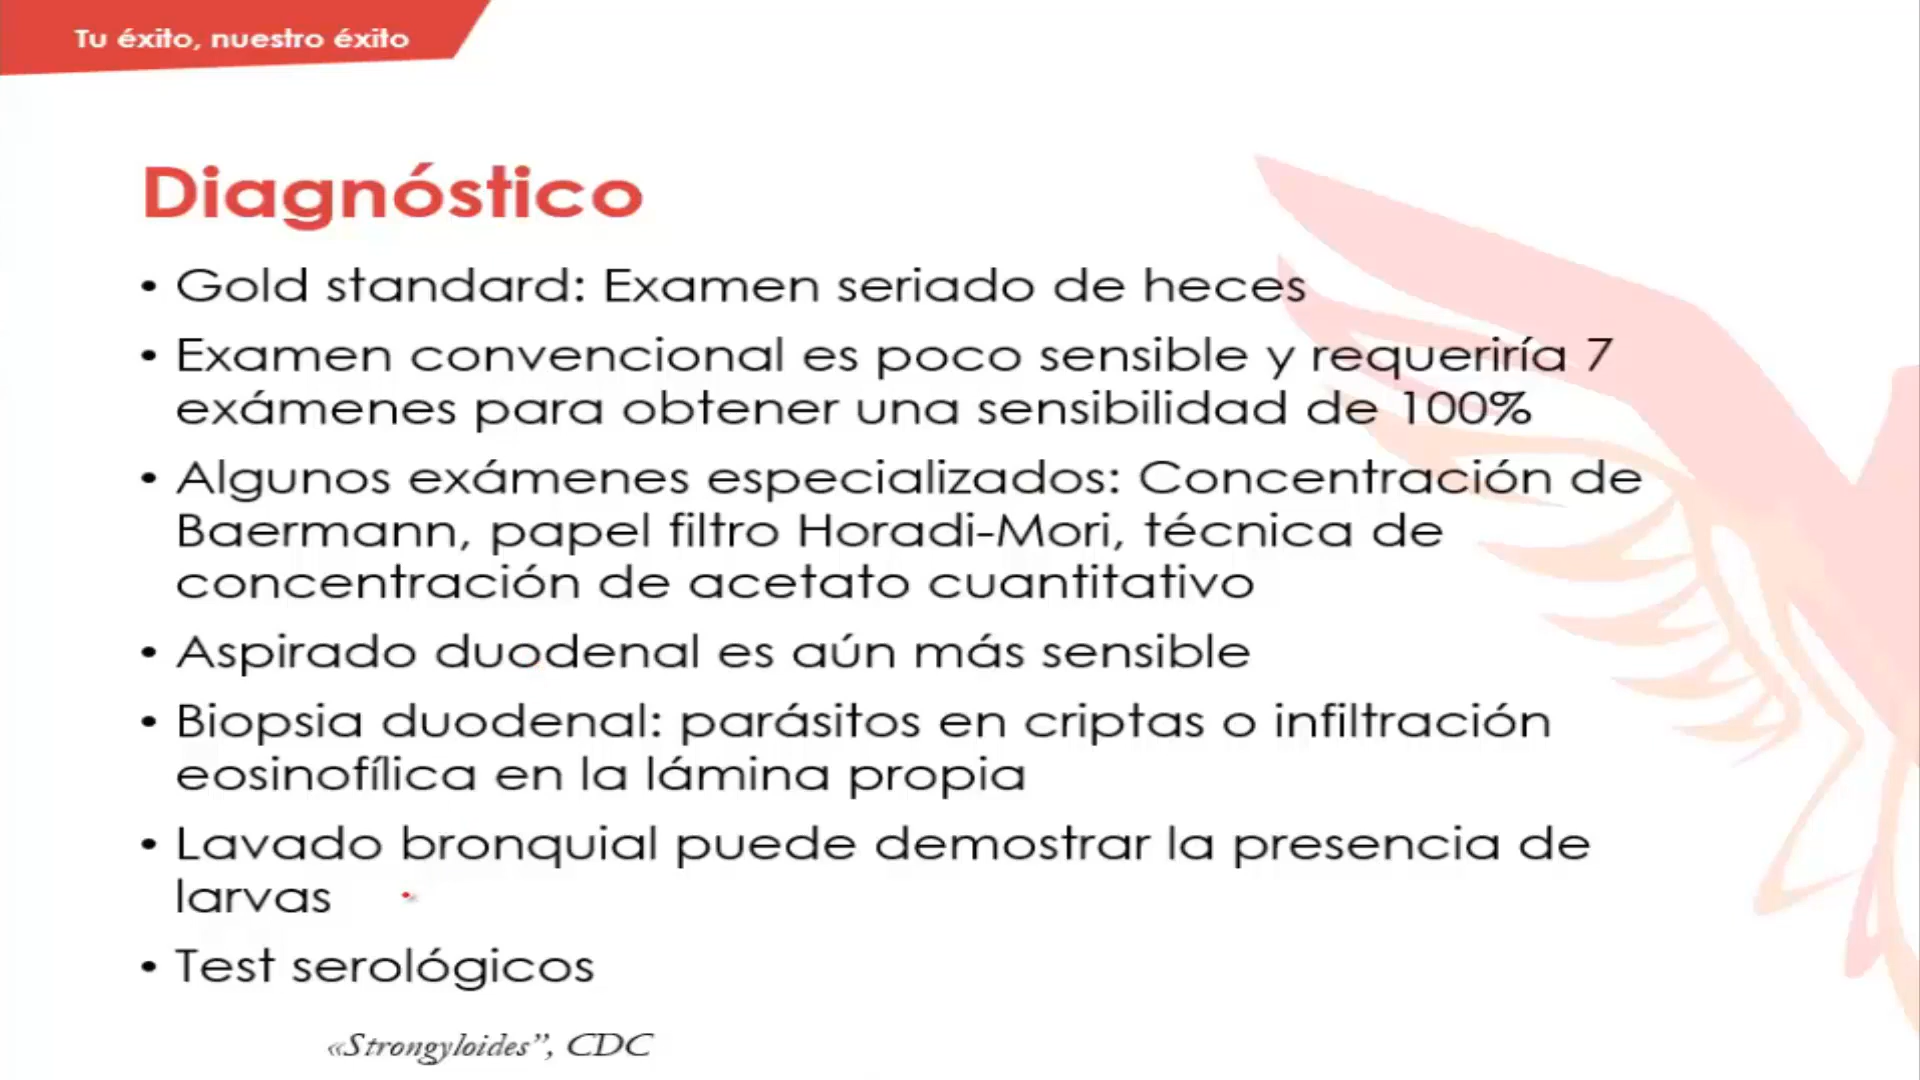 Tu éxito, nuestro éxito
Diagnóstico
• Gold standard: Examen seriado de heces
• Examen convencional es poco sensible y requeriría 7
exámenes para obtener una sensibilidad de 100%
• Algunos exámenes especializados: Concentración de
Baermann, papel filtro Horadi-Mori, técnica de
concentración de acetato cuantitativo
• Aspirado duodenal es aún más sensible
• Biopsia duodenal: parásitos en criptas o infiltración
eosinofílica en la lámina propia
• Lavado bronquial puede demostrar la presencia de
larvas
• Test serológicos
«Strongyloides”, CDC